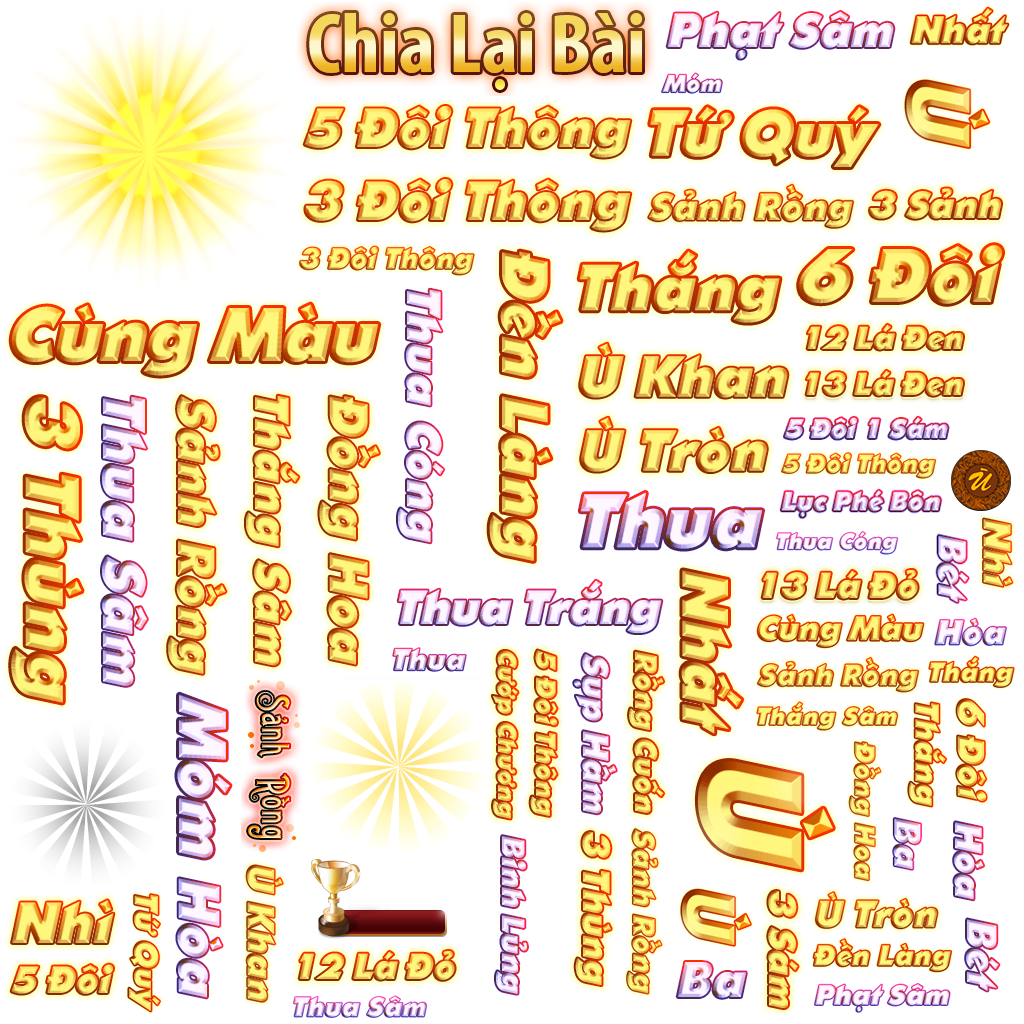 Chia Lại Bài
Phạt Sâm
Nhất
Móm
5 Đôi Thông
Tứ Quý
Ù
3 Đôi Thông
Sảnh Rồng
3 Sảnh
3 Đôi Thông
Đền Làng
Thắng
6 Đôi
Cùng Màu
Thua Cóng
12 Lá Đen
Ù Khan
13 Lá Đen
3 Thùng
Thua Sâm
Sảnh Rồng
Thắng Sâm
Đồng Hoa
Ù Tròn
5 Đôi 1 Sám
5 Đôi Thông
Ù
Thua
Lục Phé Bôn
Thua Cóng
Nhì
Bét
Thua Trắng
Nhất
13 Lá Đỏ
Cùng Màu
Hòa
Thua
Cướp Chương
5 Đôi Thông
Sụp Hầm
Rồng Cuốn
Sảnh Rồng
Thắng
Thắng Sâm
Thắng
6 Đôi
Móm
Sảnh Rồng
Ù
Đồng Hoa
Ba
Hòa
Binh Lủng
3 Thùng
Sảnh Rồng
Ù Khan
Hòa
Nhì
Tứ Quý
Ù
3 Sám
Ù Tròn
Bét
5 Đôi
12 Lá Đỏ
Đền Làng
Ba
Thua Sâm
Phạt Sâm